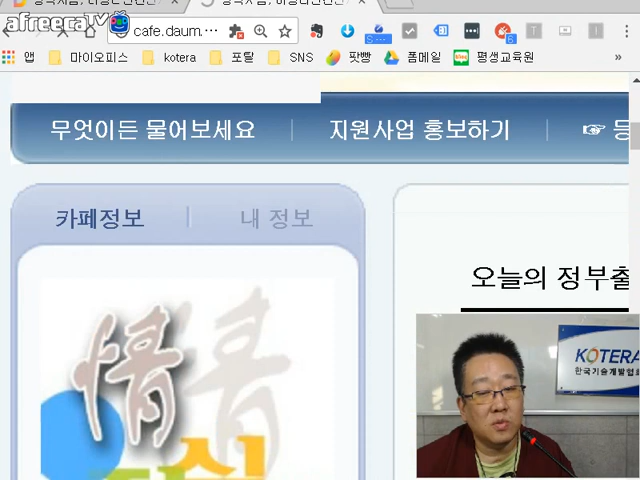 afreecaTV
cafe.daum.···
앱 마이오피스 kotera 포탈 SNS 팟빵 폼메일 평생교육원 »
무엇이든 물어보세요 | 지원사업 홍보하기 | ☞ 등
카페정보 | 내 정보
오늘의 정부출
情
KOTERA
한국기술개발협회